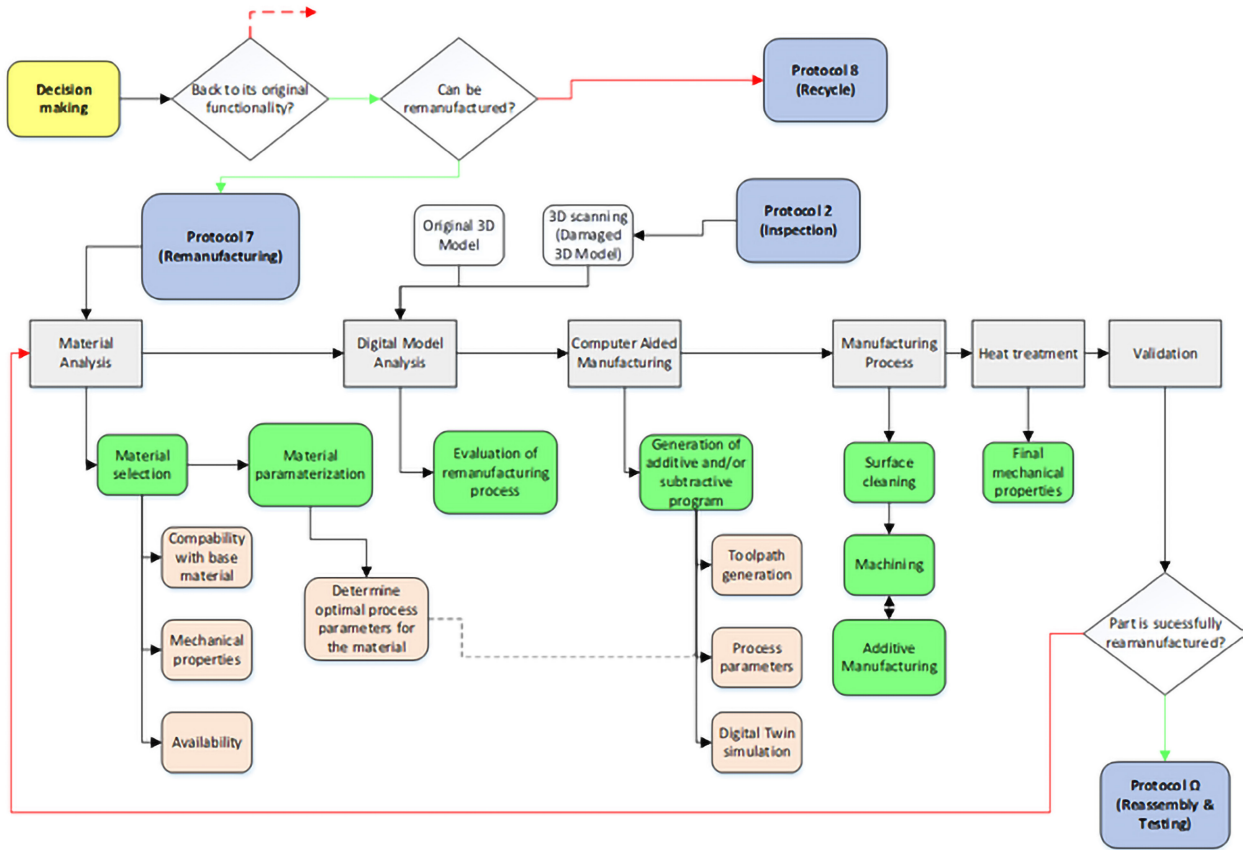 Decision
making
Back to its original
functionality?
Can be
remanufactured?
Protocol 8
(Recycle)
Protocol 7
(Remanufacturing)
Original 3D
Model
3D scanning
(Damaged
3D Model)
Protocol 2
(Inspection)
Material
Analysis
Digital Model
Analysis
Computer Aided
Manufacturing
Manufacturing
Process
Heat treatment
Validation
Material
selection
Material
paramaterization
Evaluation of
remanufacturing
process
Generation of
additive and/or
subtractive
program
Surface
cleaning
Final
mechanical
properties
Compability
with base
material
Mechanical
properties
Availability
Determine
optimal process
parameters for
the material
Toolpath
generation
Process
parameters
Digital Twin
simulation
Machining
Additive
Manufacturing
Part is sucessfully
reamanufactured?
Protocol Ω
(Reassembly &
Testing)